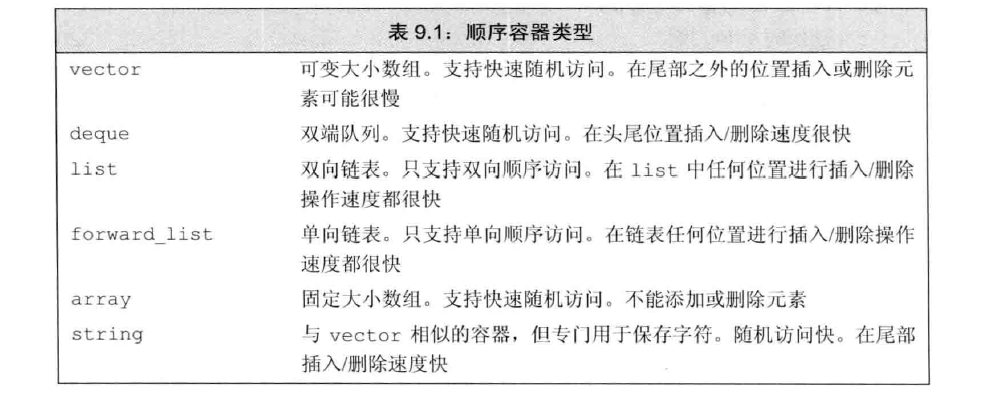 表 9.1：顺序容器类型
vector 可变大小数组。支持快速随机访问。在尾部之外的位置插入或删除元
素可能很慢
deque 双端队列。支持快速随机访问。在头尾位置插入/删除速度很快
list 双向链表。只支持双向顺序访问。在 list 中任何位置进行插入/删除
操作速度都很快
forward_list 单向链表。只支持单向顺序访问。在链表任何位置进行插入/删除操作
速度都很快
array 固定大小数组。支持快速随机访问。不能添加或删除元素
string 与 vector 相似的容器，但专门用于保存字符。随机访问快。在尾部
插入/删除速度快